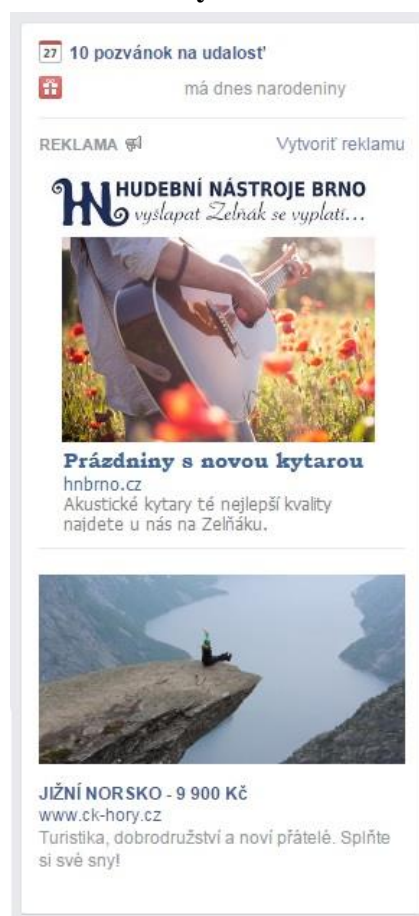 27 10 pozvánok na udalosť
má dnes narodeniny
REKLAMA Vytvoriť reklamu
HN HUDEBNÍ NÁSTROJE BRNO
vyšlapat Zelňák se vyplatí...
Prázdniny s novou kytarou
hnbrno.cz
Akustické kytary té nejlepší kvality
najdete u nás na Zelňáku.
JIŽNÍ NORSKO - 9 900 Kč
www.ck-hory.cz
Turistika, dobrodružství a noví přátelé. Splňte
si své sny!